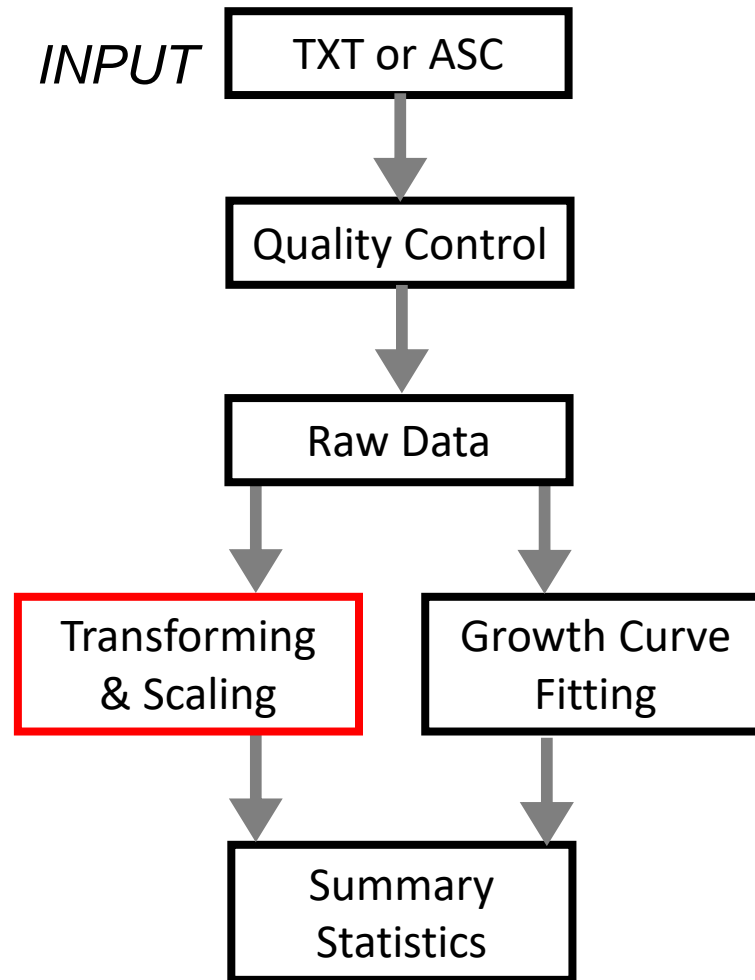 INPUT
TXT or ASC
Quality Control
Raw Data
Transforming
& Scaling
Growth Curve
Fitting
Summary
Statistics